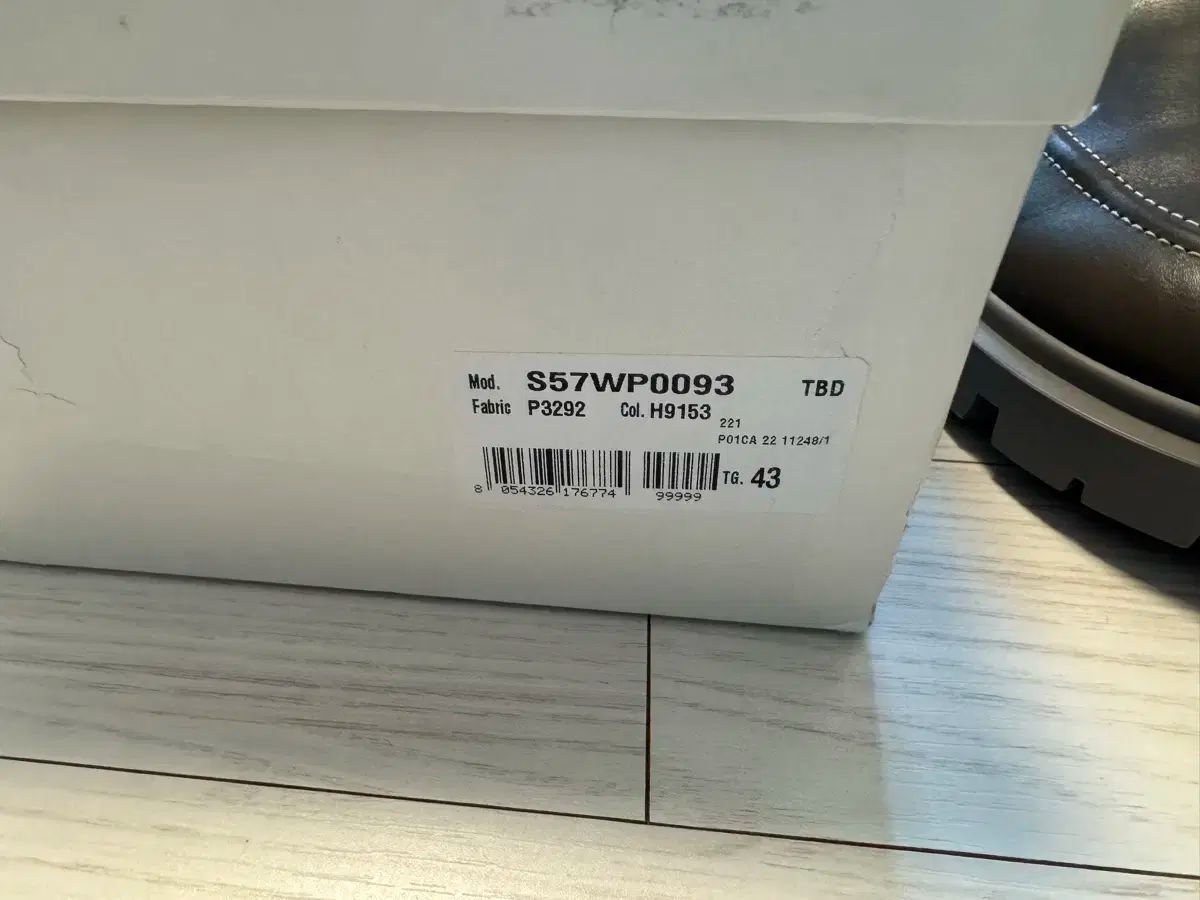 Mod. S57WP0093 TBD
Fabric P3292 Col. H9153
221
P01CA 22 11248/1
8 054326 176774 99999
TG. 43